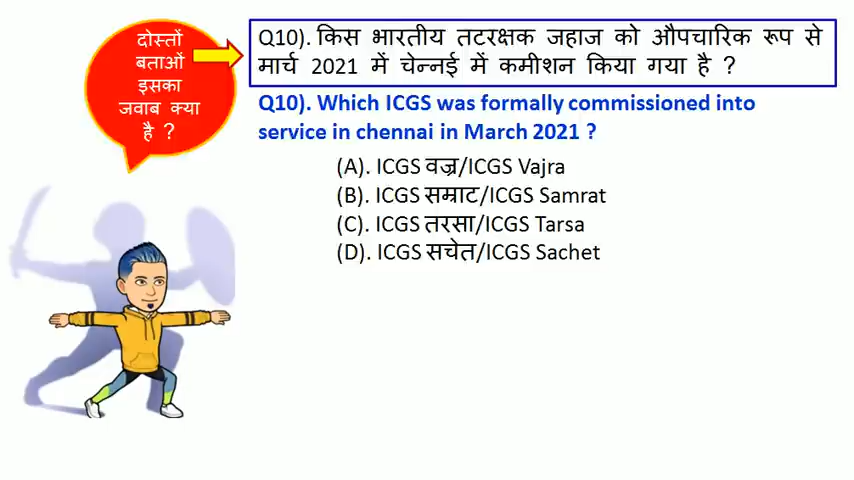 दोस्तों
बताओं
इसका
जवाब क्या
है ?
Q10). किस भारतीय तटरक्षक जहाज को औपचारिक रूप से
मार्च 2021 में चेन्नई में कमीशन किया गया है ?
Q10). Which ICGS was formally commissioned into
service in chennai in March 2021 ?
(A). ICGS वज्र/ICGS Vajra
(B). ICGS सम्राट/ICGS Samrat
(C). ICGS तरसा/ICGS Tarsa
(D). ICGS सचेत/ICGS Sachet